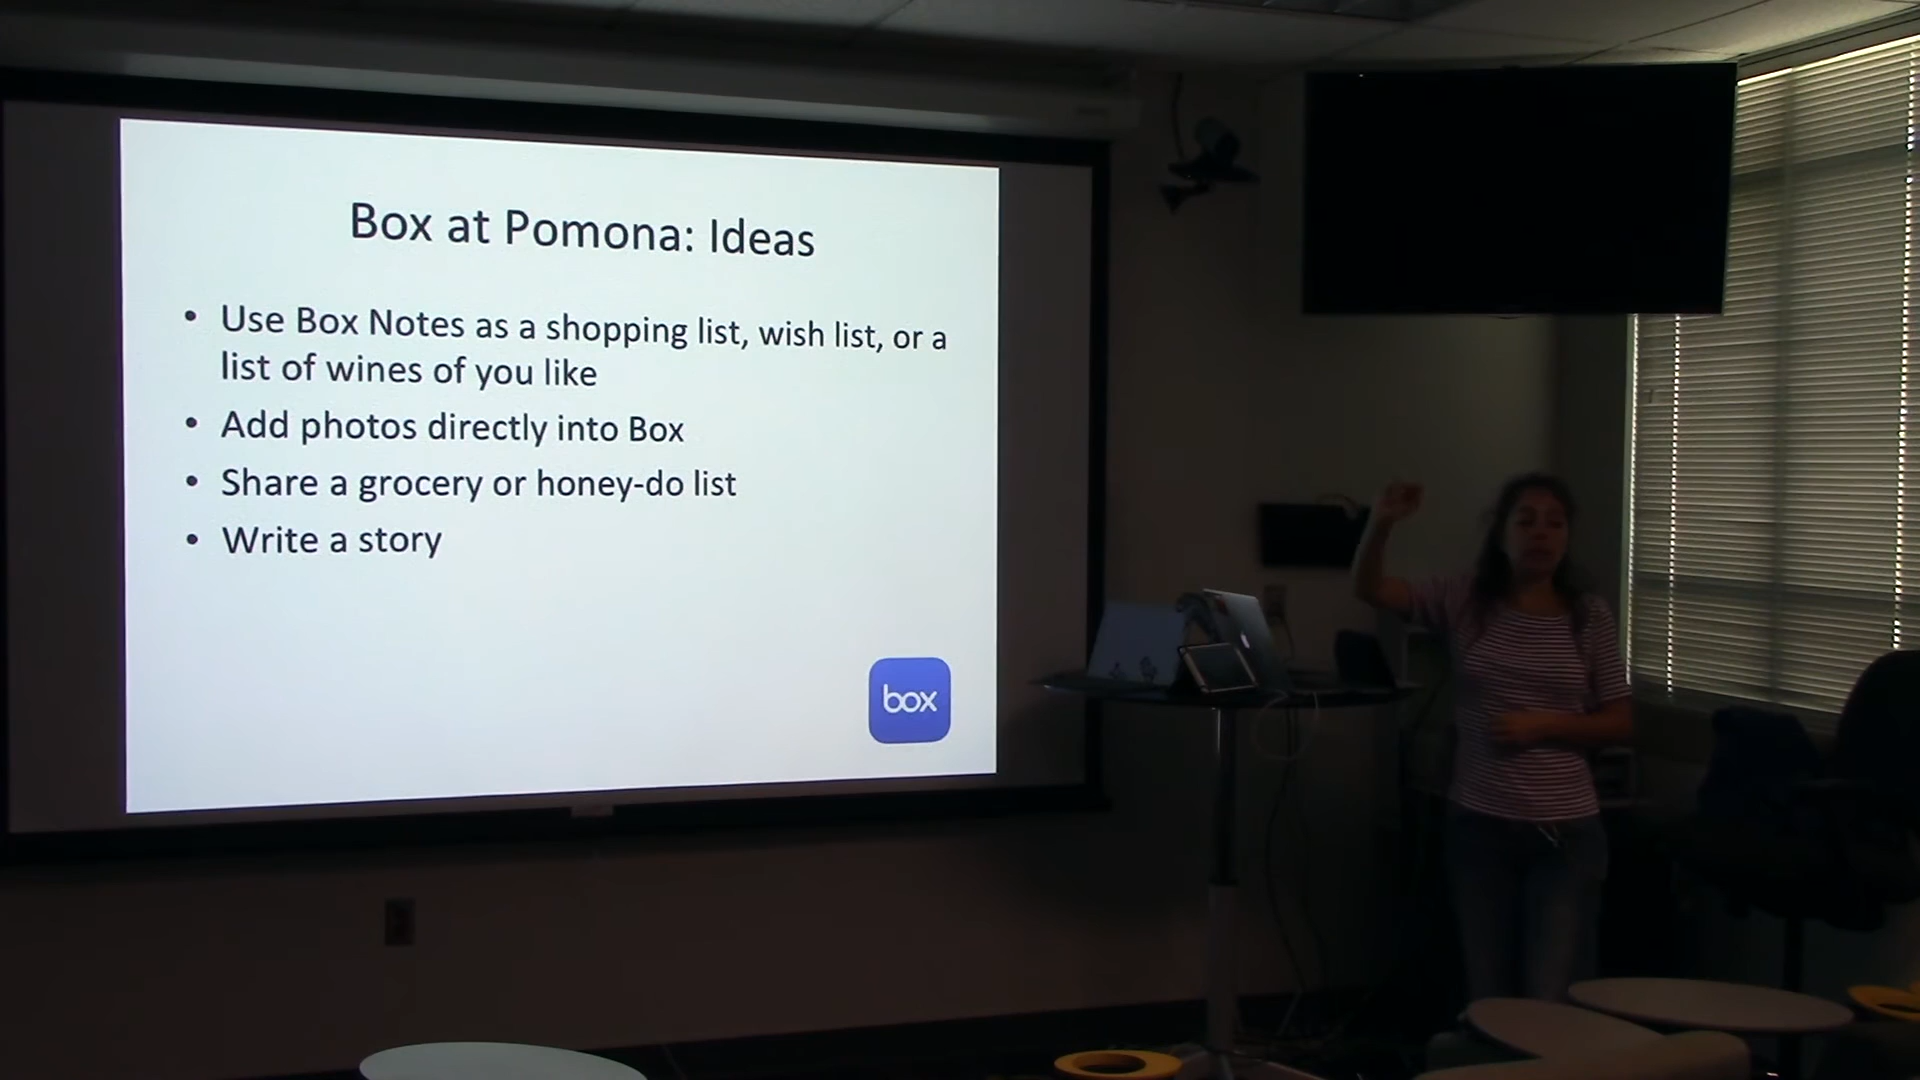 Box at Pomona: Ideas
• Use Box Notes as a shopping list, wish list, or a
list of wines of you like
• Add photos directly into Box
• Share a grocery or honey-do list
• Write a story
box